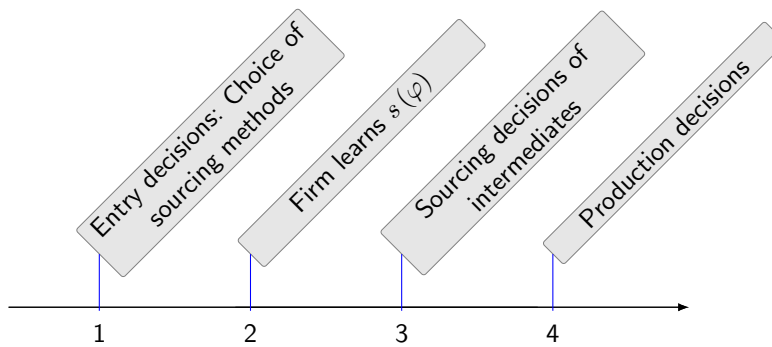 Entry decisions: Choice of
sourcing methods
Firm learns s (φ)
Sourcing decisions of
intermediates
Production decisions
1
2
3
4